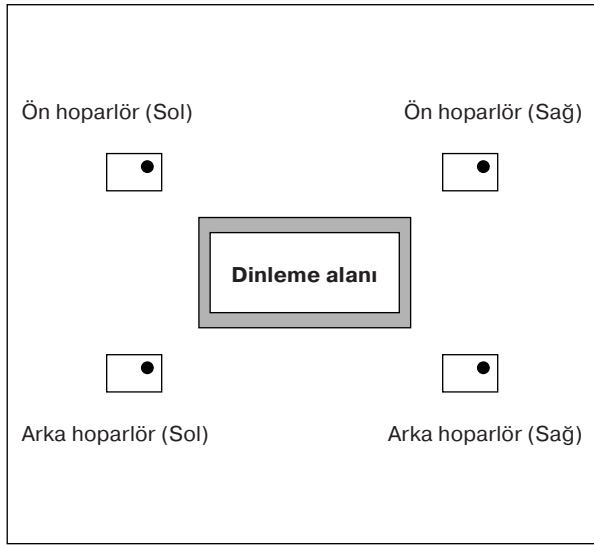 Ön hoparlör (Sol)
Ön hoparlör (Sağ)
Dinleme alanı
Arka hoparlör (Sol)
Arka hoparlör (Sağ)